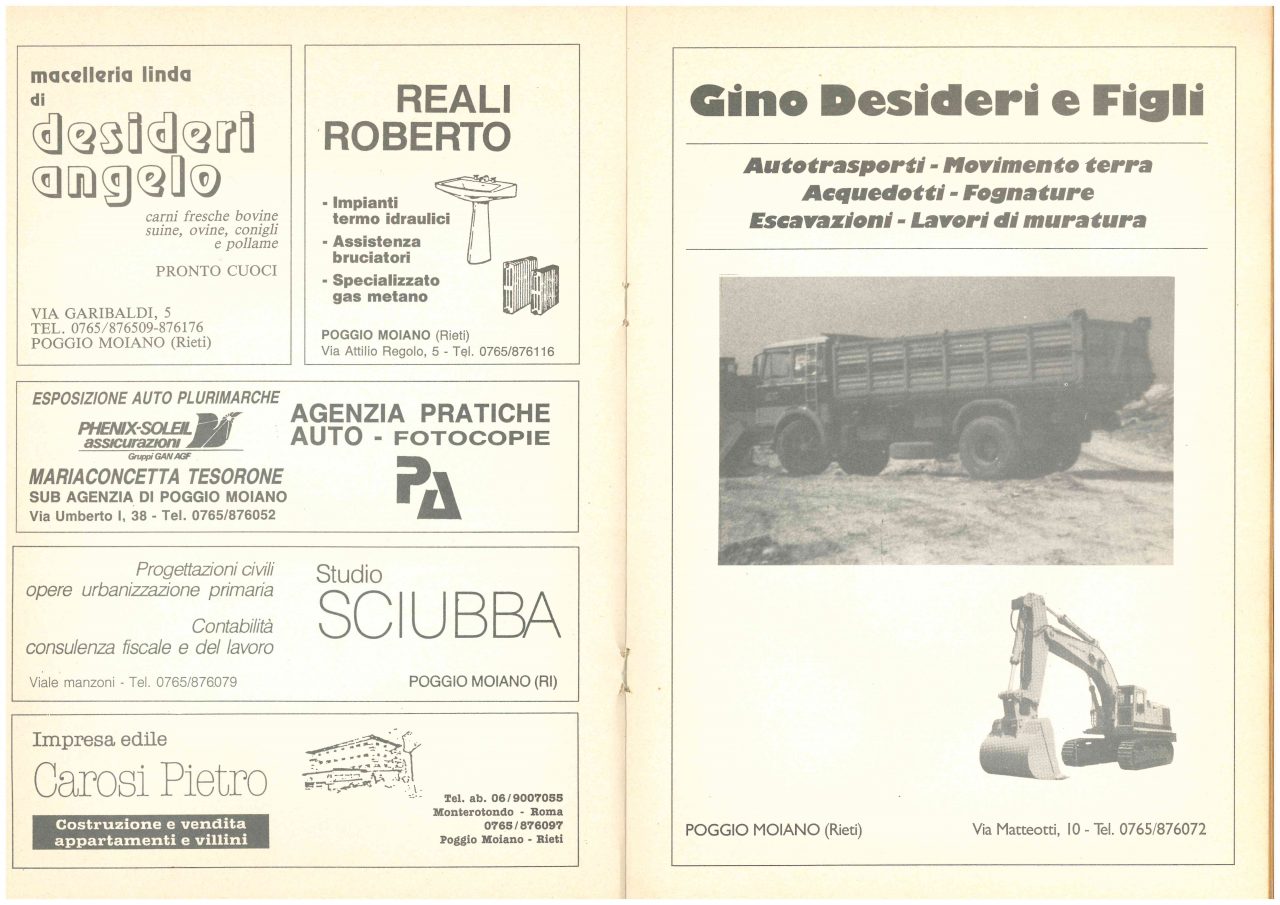 macelleria linda
di
desideri
angelo
carni fresche bovine
suine, ovine, conigli
e pollame
PRONTO CUOCI
VIA GARIBALDI, 5
TEL. 0765/876509-876176
POGGIO MOIANO (Rieti)
REALI
ROBERTO
- Impianti
termo idraulici
- Assistenza
bruciatori
- Specializzato
gas metano
POGGIO MOIANO (Rieti)
Via Attilio Regolo, 5 - Tel. 0765/876116
ESPOSIZIONE AUTO PLURIMARCHE
PHENIX-SOLEIL
assicurazioni
Gruppi GAN AGF
MARIACONCETTA TESORONE
SUB AGENZIA DI POGGIO MOIANO
Via Umberto I, 38 - Tel. 0765/876052
AGENZIA PRATICHE
AUTO - FOTOCOPIE
PA
Progettazioni civili
opere urbanizzazione primaria
Contabilità
consulenza fiscale e del lavoro
Viale manzoni - Tel. 0765/876079
Studio
SCIUBBA
POGGIO MOIANO (RI)
Impresa edile
Carosi Pietro
Costruzione e vendita
appartamenti e villini
Tel. ab. 06/9007055
Monterotondo - Roma
0765/876097
Poggio Moiano - Rieti
Gino Desideri e Figli
Autotrasporti - Movimento terra
Acquedotti - Fognature
Escavazioni - Lavori di muratura
POGGIO MOIANO (Rieti)
Via Matteotti, 10 - Tel. 0765/876072